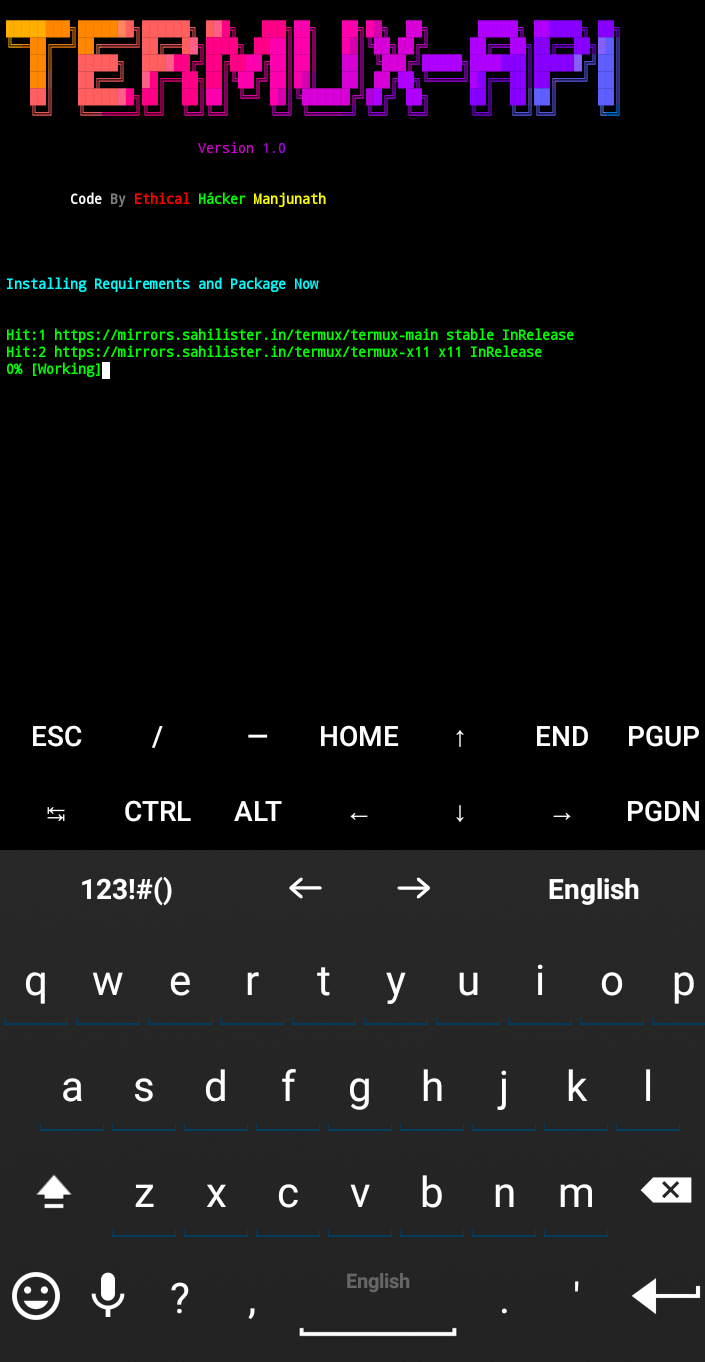 TERMUX-API
Version 1.0
Code By Ethical Hácker Manjunath
Installing Requirements and Package Now
Hit:1 https://mirrors.sahilister.in/termux/termux-main stable InRelease
Hit:2 https://mirrors.sahilister.in/termux/termux-x11 x11 InRelease
0% [Working]
ESC / — HOME ↑ END PGUP
↹ CTRL ALT ← ↓ → PGDN
123!#() ← → English
q w e r t y u i o p
a s d f g h j k l
z x c v b n m
? , English . '